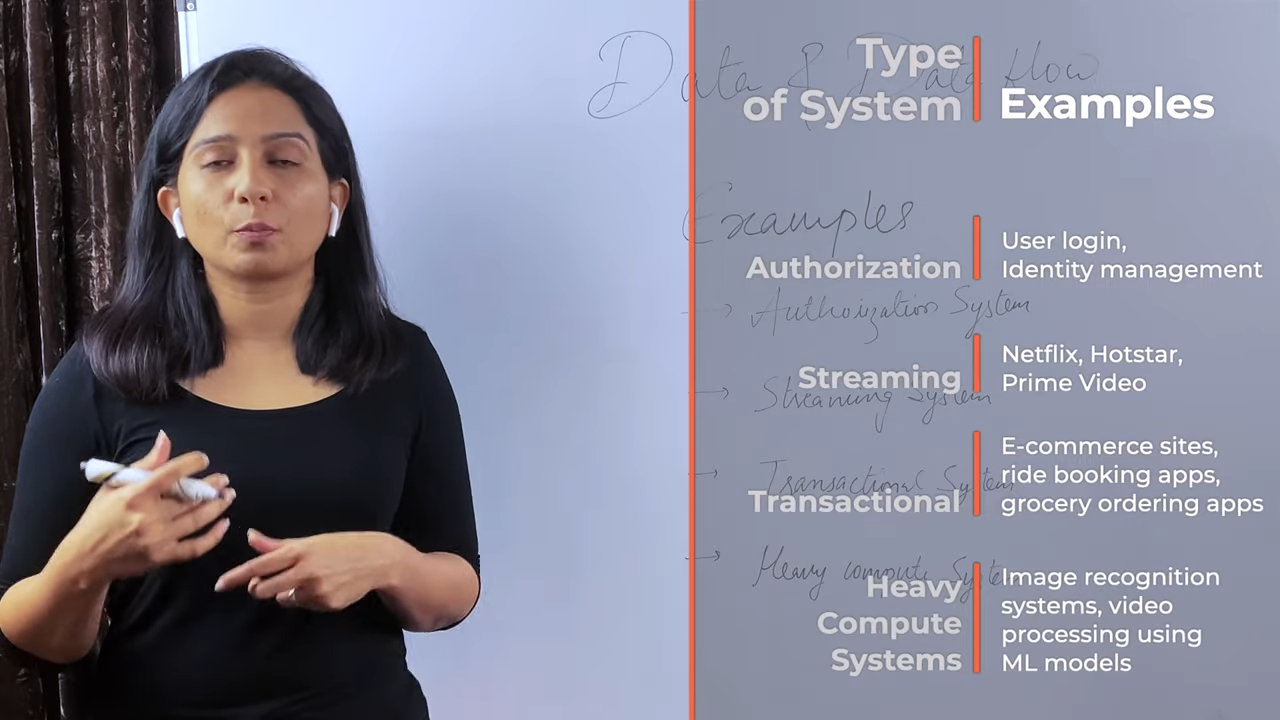 Data & Data flow
Type
of System
Examples
Examples
Authorization
User login,
Identity management
→ Authorization System
Streaming
Netflix, Hotstar,
Prime Video
→ Streaming System
Transactional
E-commerce sites,
ride booking apps,
grocery ordering apps
→ Transactional System
Heavy
Compute
Systems
Image recognition
systems, video
processing using
ML models
→ Heavy compute System